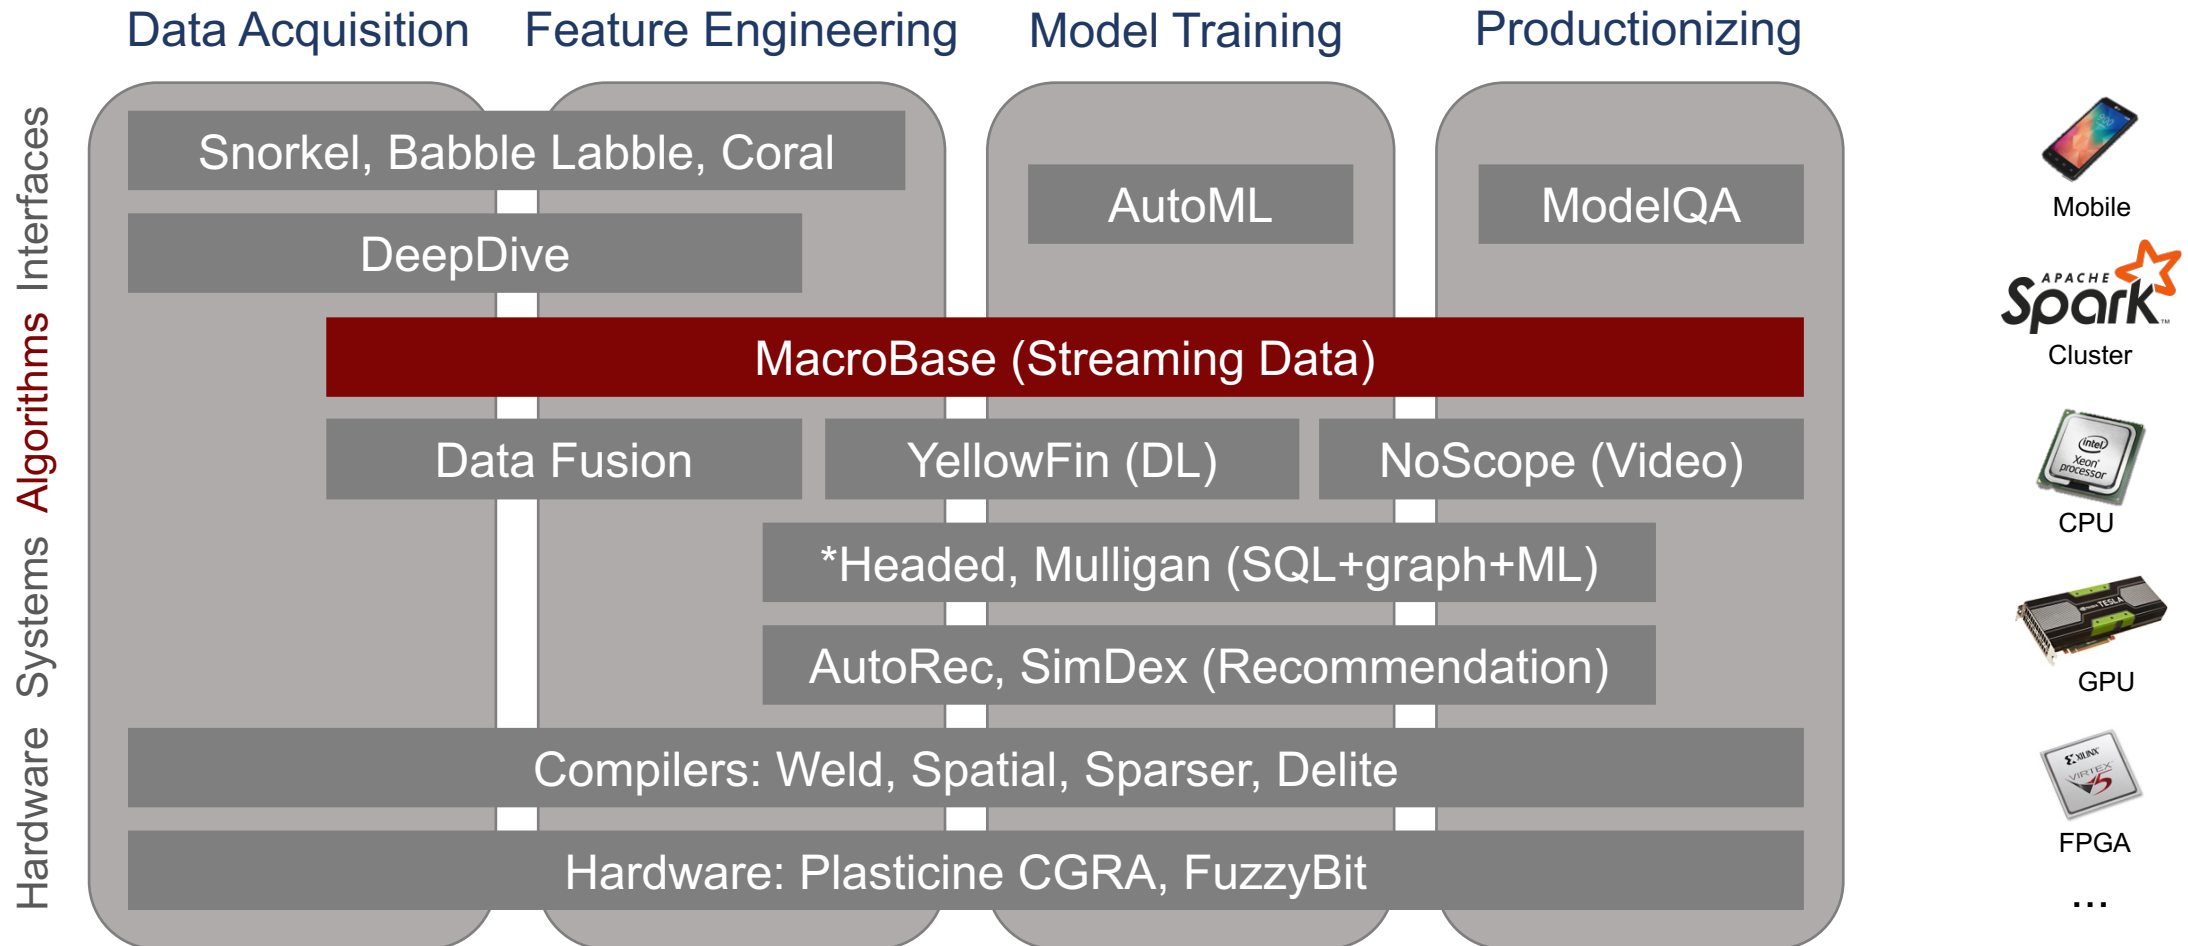 Data Acquisition
Feature Engineering
Model Training
Productionizing
Interfaces
Snorkel, Babble Labble, Coral
AutoML
ModelQA
DeepDive
Algorithms
MacroBase (Streaming Data)
Data Fusion
YellowFin (DL)
NoScope (Video)
Systems
*Headed, Mulligan (SQL+graph+ML)
AutoRec, SimDex (Recommendation)
Hardware
Compilers: Weld, Spatial, Sparser, Delite
Hardware: Plasticine CGRA, FuzzyBit
9:00
Mobile
APACHE
Spark™
Cluster
intel
Xeon®
processor
CPU
TESLA
GPU
XILINX
VIRTEX
5
FPGA
...